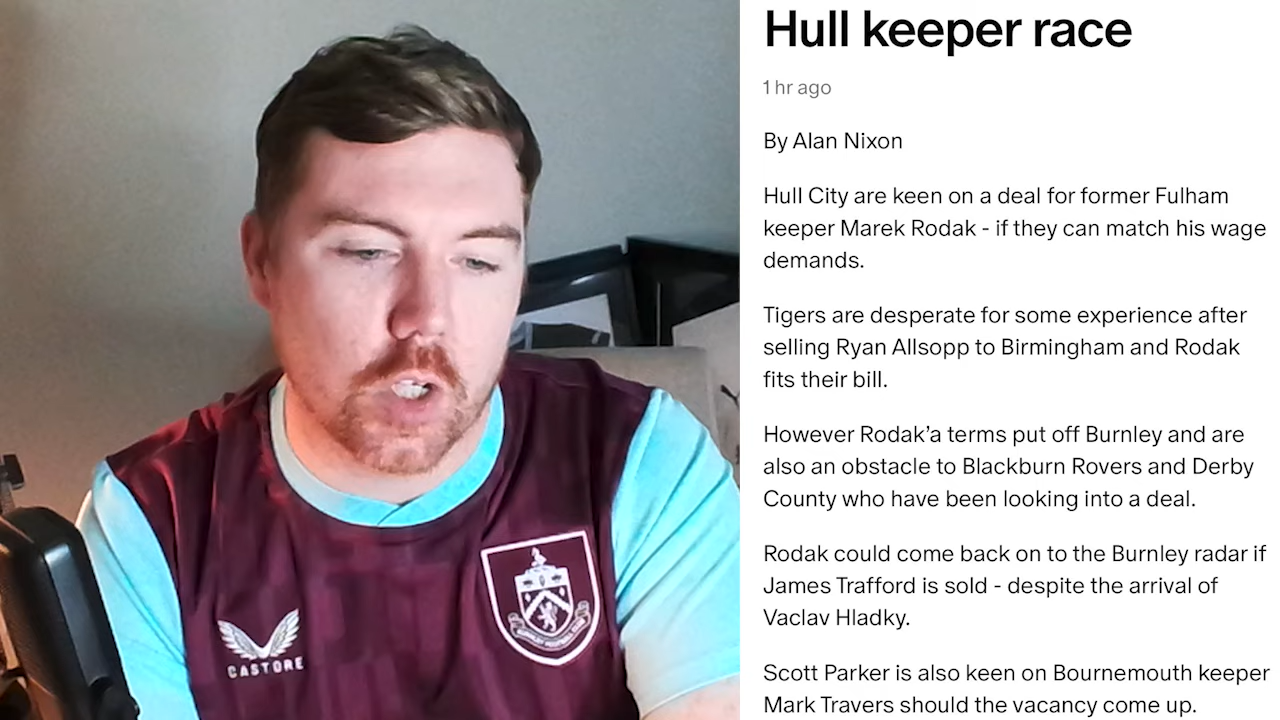 Hull keeper race
1 hr ago
By Alan Nixon
Hull City are keen on a deal for former Fulham
keeper Marek Rodak - if they can match his wage
demands.
Tigers are desperate for some experience after
selling Ryan Allsopp to Birmingham and Rodak
fits their bill.
However Rodak’a terms put off Burnley and are
also an obstacle to Blackburn Rovers and Derby
County who have been looking into a deal.
Rodak could come back on to the Burnley radar if
James Trafford is sold - despite the arrival of
Vaclav Hladky.
Scott Parker is also keen on Bournemouth keeper
Mark Travers should the vacancy come up.
CASTORE